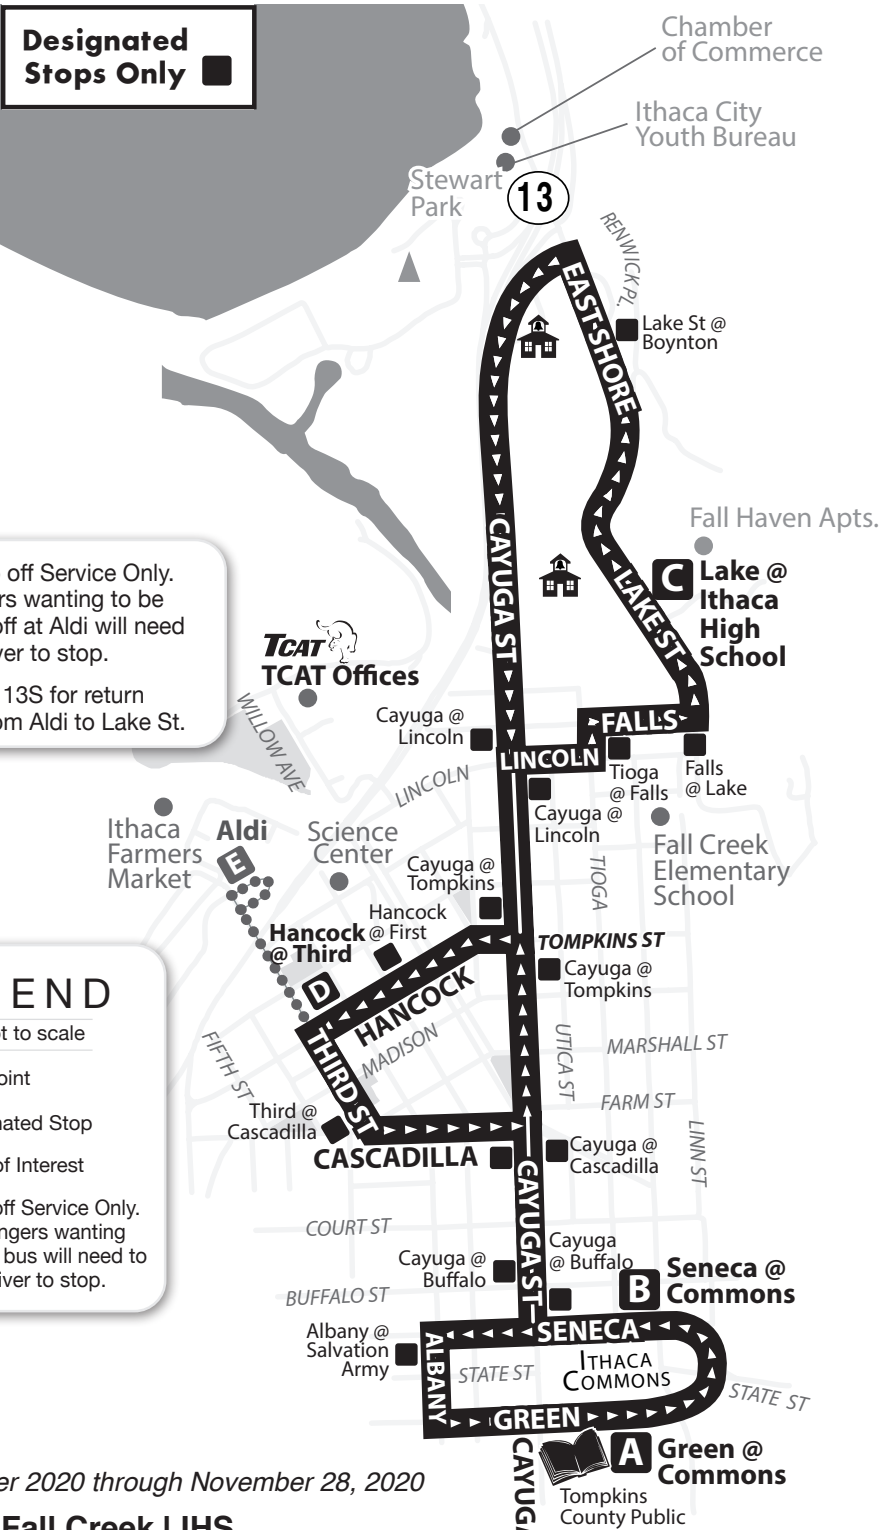 Designated
Stops Only
Chamber
of Commerce
Ithaca City
Youth Bureau
Stewart
Park
13
RENWICK PL.
EAST SHORE
Lake St @
Boynton
CAYUGA ST
Fall Haven Apts.
C
Lake @
Ithaca
High
School
LAKE ST
off Service Only.
rs wanting to be
off at Aldi will need
ver to stop.
13S for return
om Aldi to Lake St.
TCAT
TCAT Offices
WILLOW AVE
Cayuga @
Lincoln
FALLS
LINCOLN
LINCOLN
Tioga
@ Falls
Falls
@ Lake
Cayuga @
Lincoln
Ithaca
Farmers
Market
Aldi
E
Science
Center
Fall Creek
Elementary
School
TIOGA
Cayuga @
Tompkins
Hancock
@ First
Hancock
@ Third
D
TOMPKINS ST
Cayuga @
Tompkins
HANCOCK
MADISON
THIRD ST
FIFTH ST
UTICA ST
MARSHALL ST
FARM ST
LINN ST
END
t to scale
oint
nated Stop
of Interest
off Service Only.
ngers wanting
bus will need to
iver to stop.
Third @
Cascadilla
CASCADILLA
Cayuga @
Cascadilla
CAYUGA ST
COURT ST
Cayuga @
Buffalo
Cayuga
@ Buffalo
BUFFALO ST
B
Seneca @
Commons
Albany @
Salvation
Army
ALBANY
SENECA
STATE ST
ITHACA
COMMONS
STATE ST
GREEN
CAYUGA
A
Green @
Commons
Tompkins
County Public
er 2020 through November 28, 2020
Fall Creek | IHS